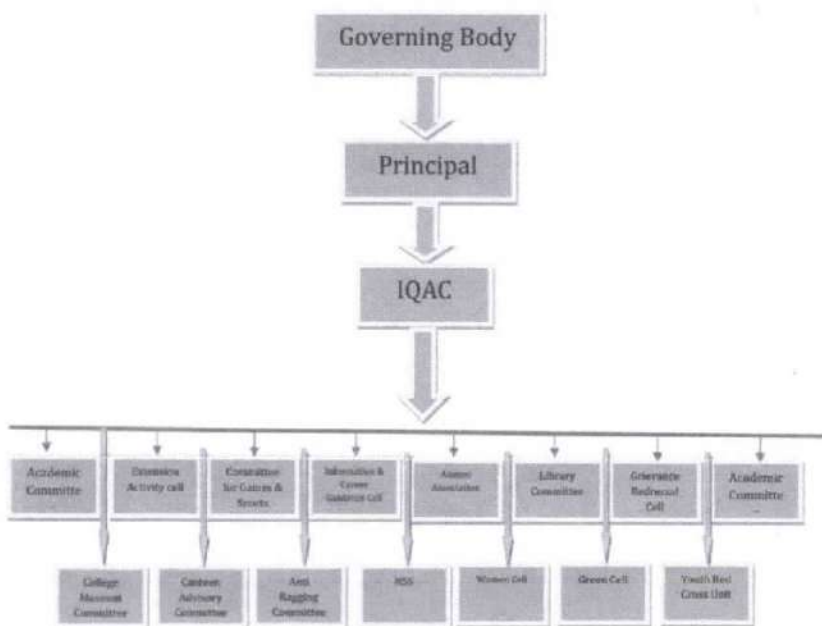 Governing Body
Principal
IQAC
Academic
Committe
...
Extension
Activity cell
Committee
for Games &
Sports
Information &
Career
Guidance Cell
Alumni
Association
Library
Committee
Grievance
Redressal
Cell
Academic
Committe
...
College
Museum
Committee
Canteen
Advisory
Committee
Anti
Ragging
Committee
NSS
Women Cell
Green Cell
Youth Red
Cross Unit